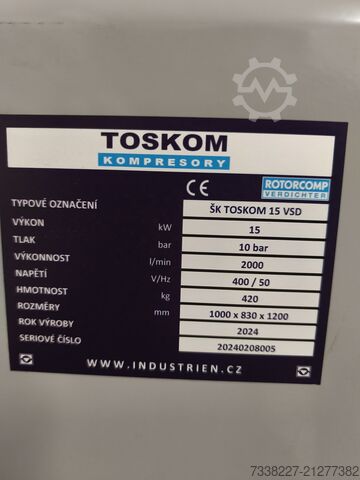 TOSKOM
KOMPRESORY
CE
ROTORCOMP
VERDICHTER
TYPOVÉ OZNAČENÍ ŠK TOSKOM 15 VSD
VÝKON kW 15
TLAK bar 10 bar
VÝKONNOST l/min 2000
NAPĚTÍ V/Hz 400 / 50
HMOTNOST kg 420
ROZMĚRY mm 1000 x 830 x 1200
ROK VÝROBY 2024
SERIOVÉ ČÍSLO 20240208005
WWW.INDUSTRIEN.CZ
7338227-21277382